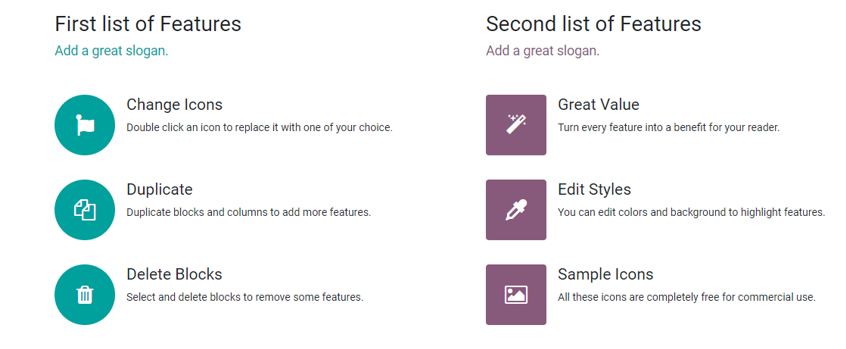 First list of Features
Add a great slogan.
Change Icons
Double click an icon to replace it with one of your choice.
Duplicate
Duplicate blocks and columns to add more features.
Delete Blocks
Select and delete blocks to remove some features.
Second list of Features
Add a great slogan.
Great Value
Turn every feature into a benefit for your reader.
Edit Styles
You can edit colors and background to highlight features.
Sample Icons
All these icons are completely free for commercial use.